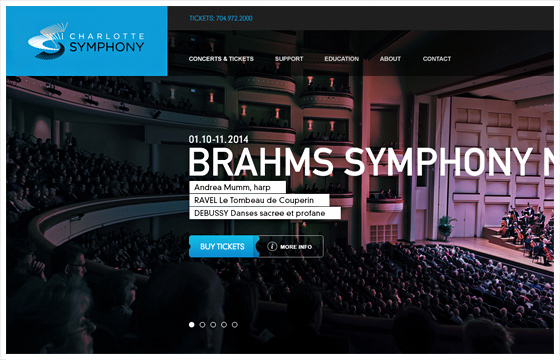 TICKETS: 704.972.2000
CHARLOTTE
SYMPHONY
CONCERTS & TICKETS SUPPORT EDUCATION ABOUT CONTACT
01.10-11.2014
BRAHMS SYMPHONY N
Andrea Mumm, harp
RAVEL Le Tombeau de Couperin
DEBUSSY Danses sacree et profane
BUY TICKETS i MORE INFO